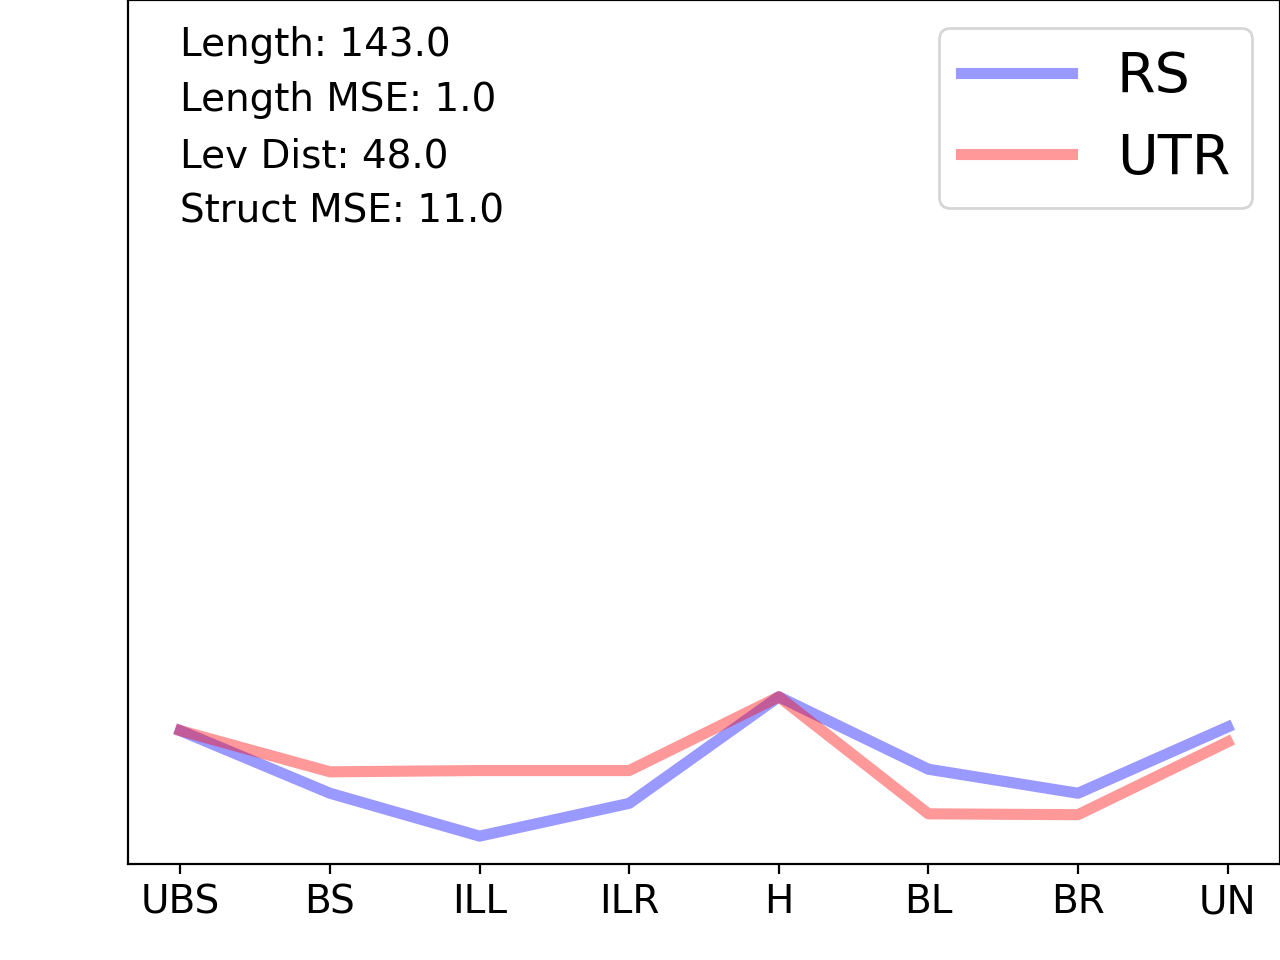 Length: 143.0
Length MSE: 1.0
Lev Dist: 48.0
Struct MSE: 11.0
RS
UTR
UBS BS ILL ILR H BL BR UN